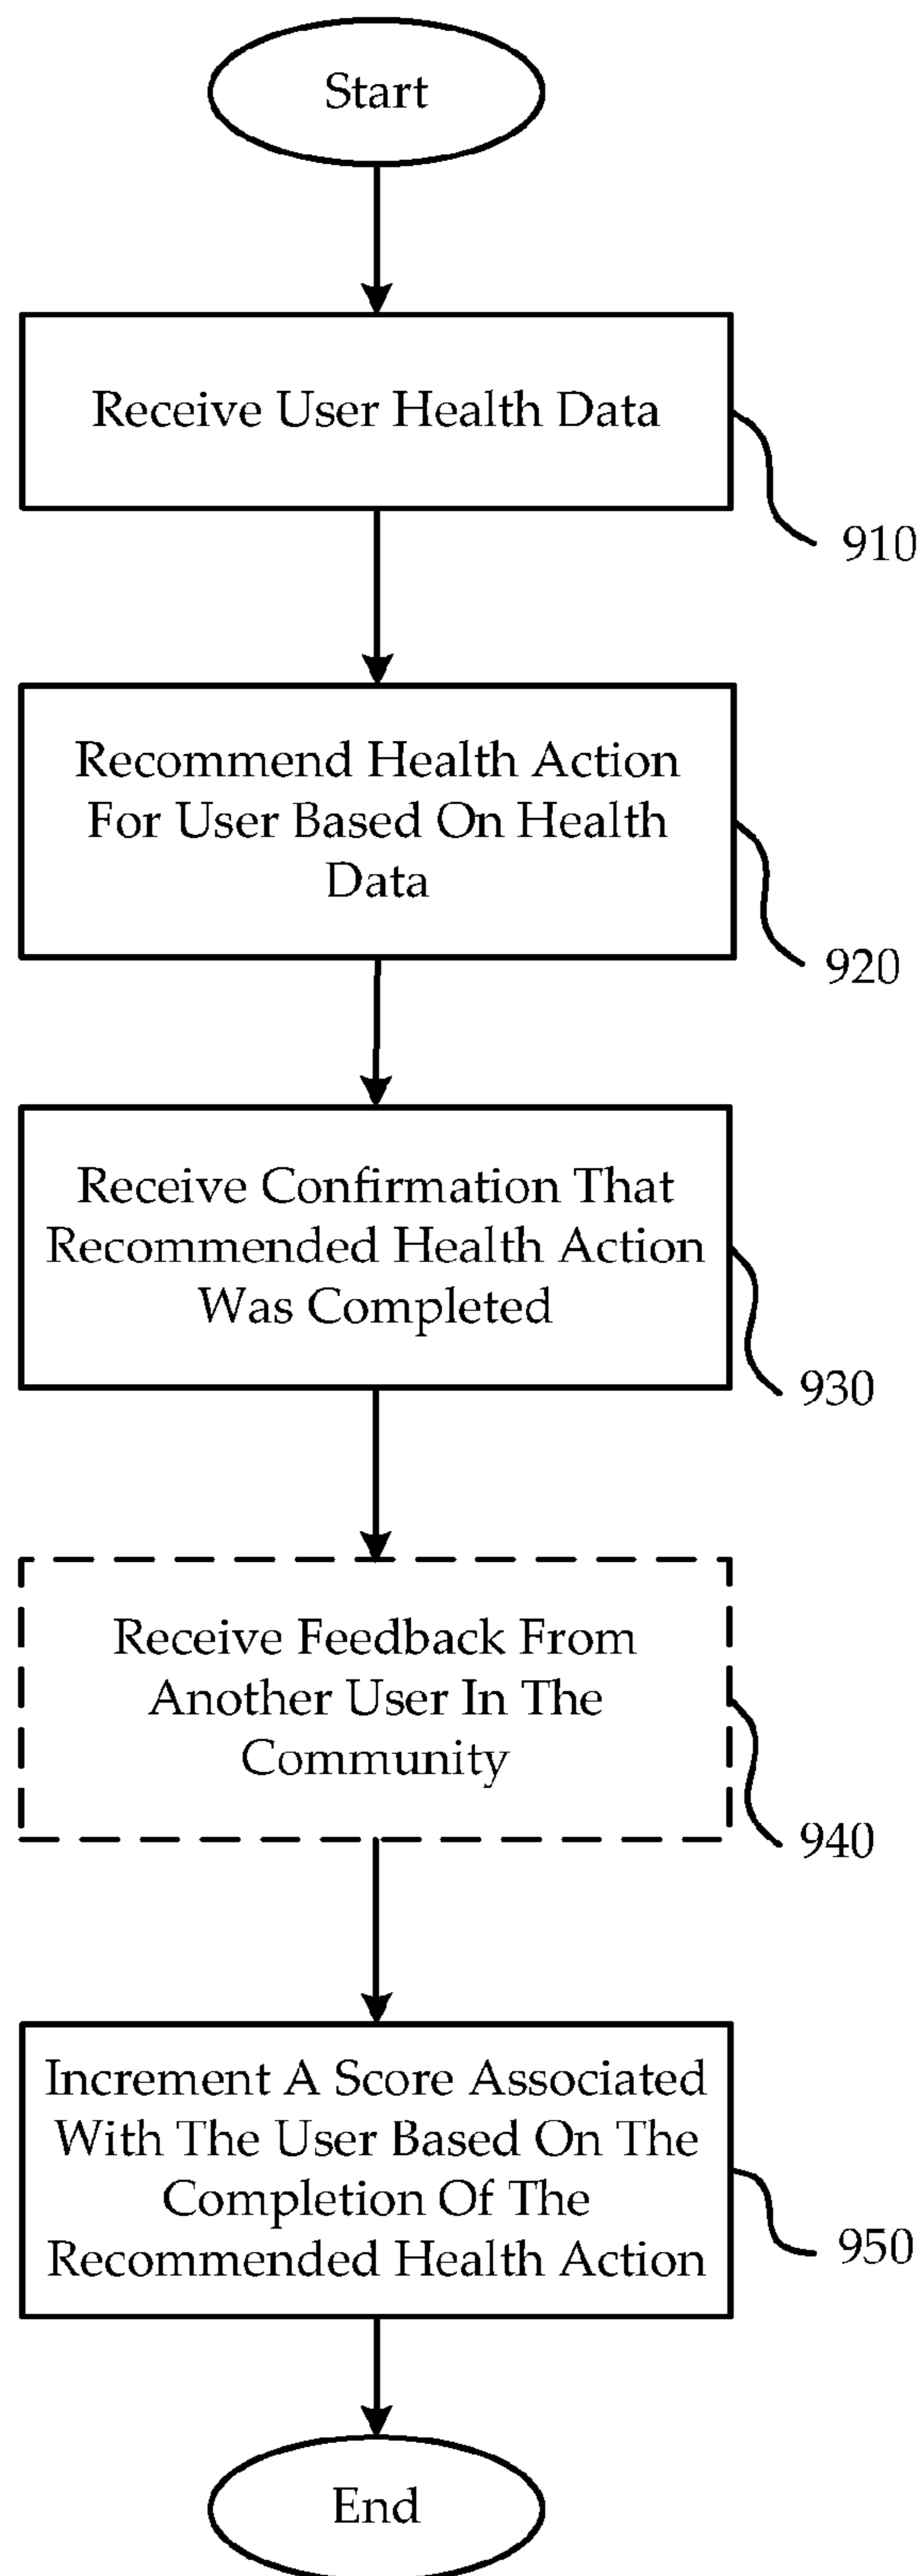 Start
Receive User Health Data
910
Recommend Health Action
For User Based On Health
Data
920
Receive Confirmation That
Recommended Health Action
Was Completed
930
Receive Feedback From
Another User In The
Community
940
Increment A Score Associated
With The User Based On The
Completion Of The
Recommended Health Action
950
End